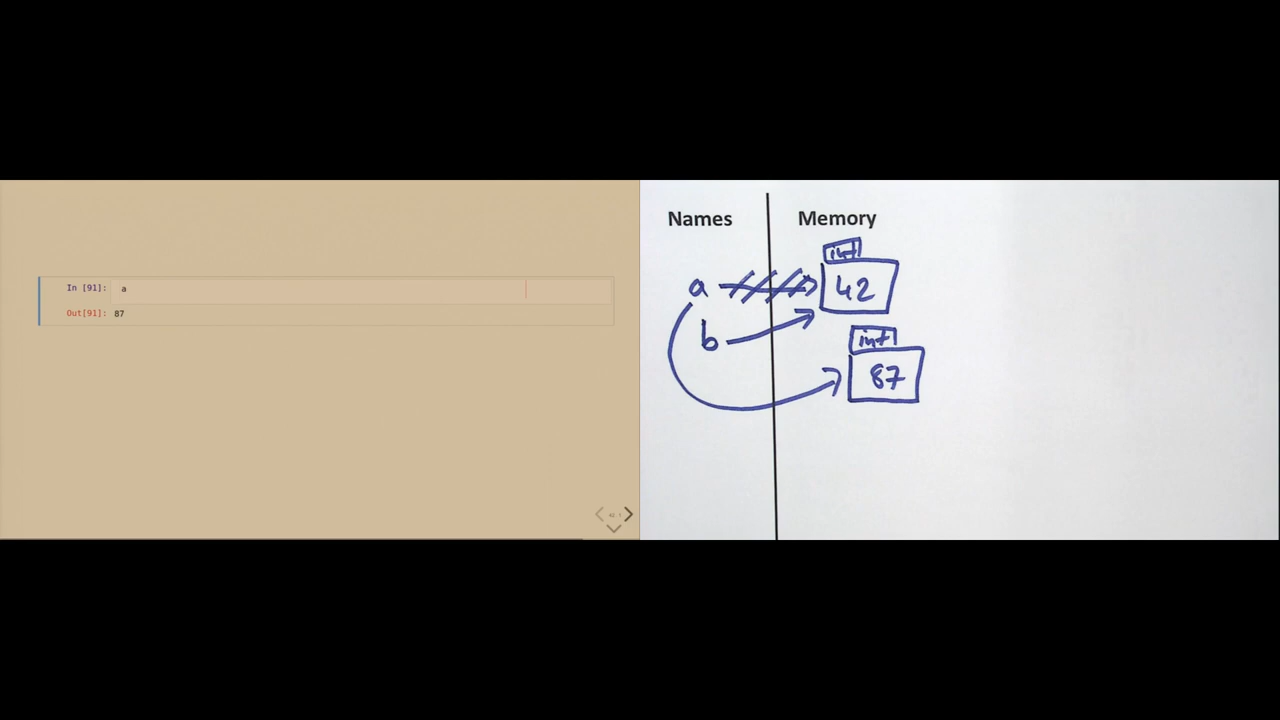 In [91]: a
Out[91]: 87
Names Memory
int
a 42
b
int
87